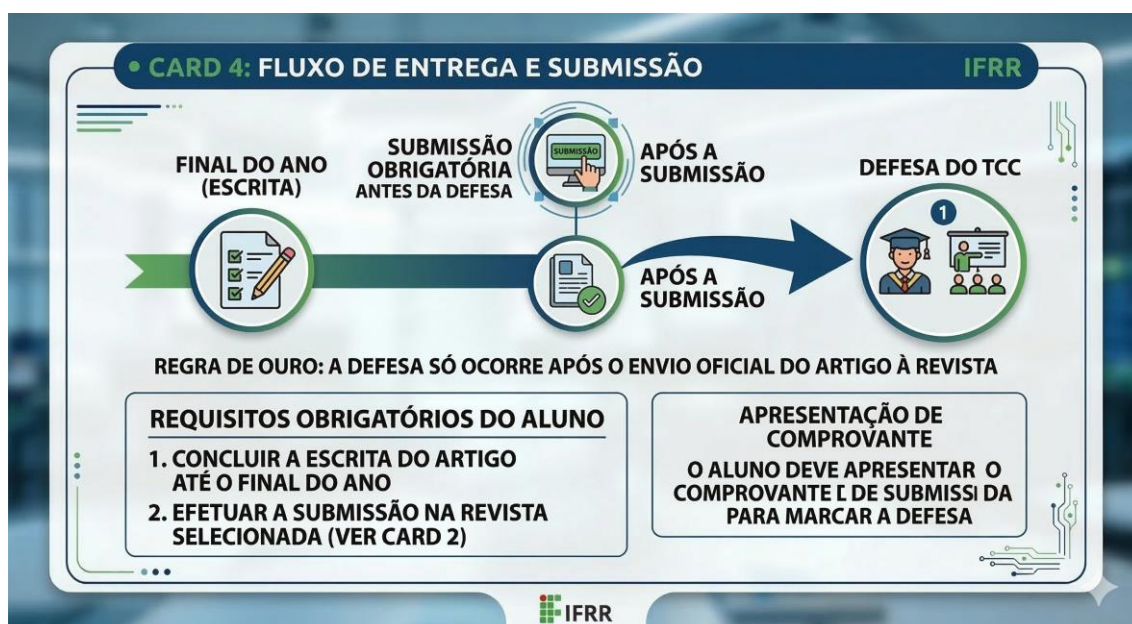 CARD 4: FLUXO DE ENTREGA E SUBMISSÃO
IFRR
FINAL DO ANO
(ESCRITA)
SUBMISSÃO
OBRIGATÓRIA
ANTES DA DEFESA
SUBMISSÃO
APÓS A
SUBMISSÃO
APÓS A
SUBMISSÃO
DEFESA DO TCC
1
REGRA DE OURO: A DEFESA SÓ OCORRE APÓS O ENVIO OFICIAL DO ARTIGO À REVISTA
REQUISITOS OBRIGATÓRIOS DO ALUNO
1. CONCLUIR A ESCRITA DO ARTIGO
ATÉ O FINAL DO ANO
2. EFETUAR A SUBMISSÃO NA REVISTA
SELECIONADA (VER CARD 2)
APRESENTAÇÃO DE
COMPROVANTE
O ALUNO DEVE APRESENTAR O
COMPROVANTE DE
PARA MARCAR A DEFESA
IFRR